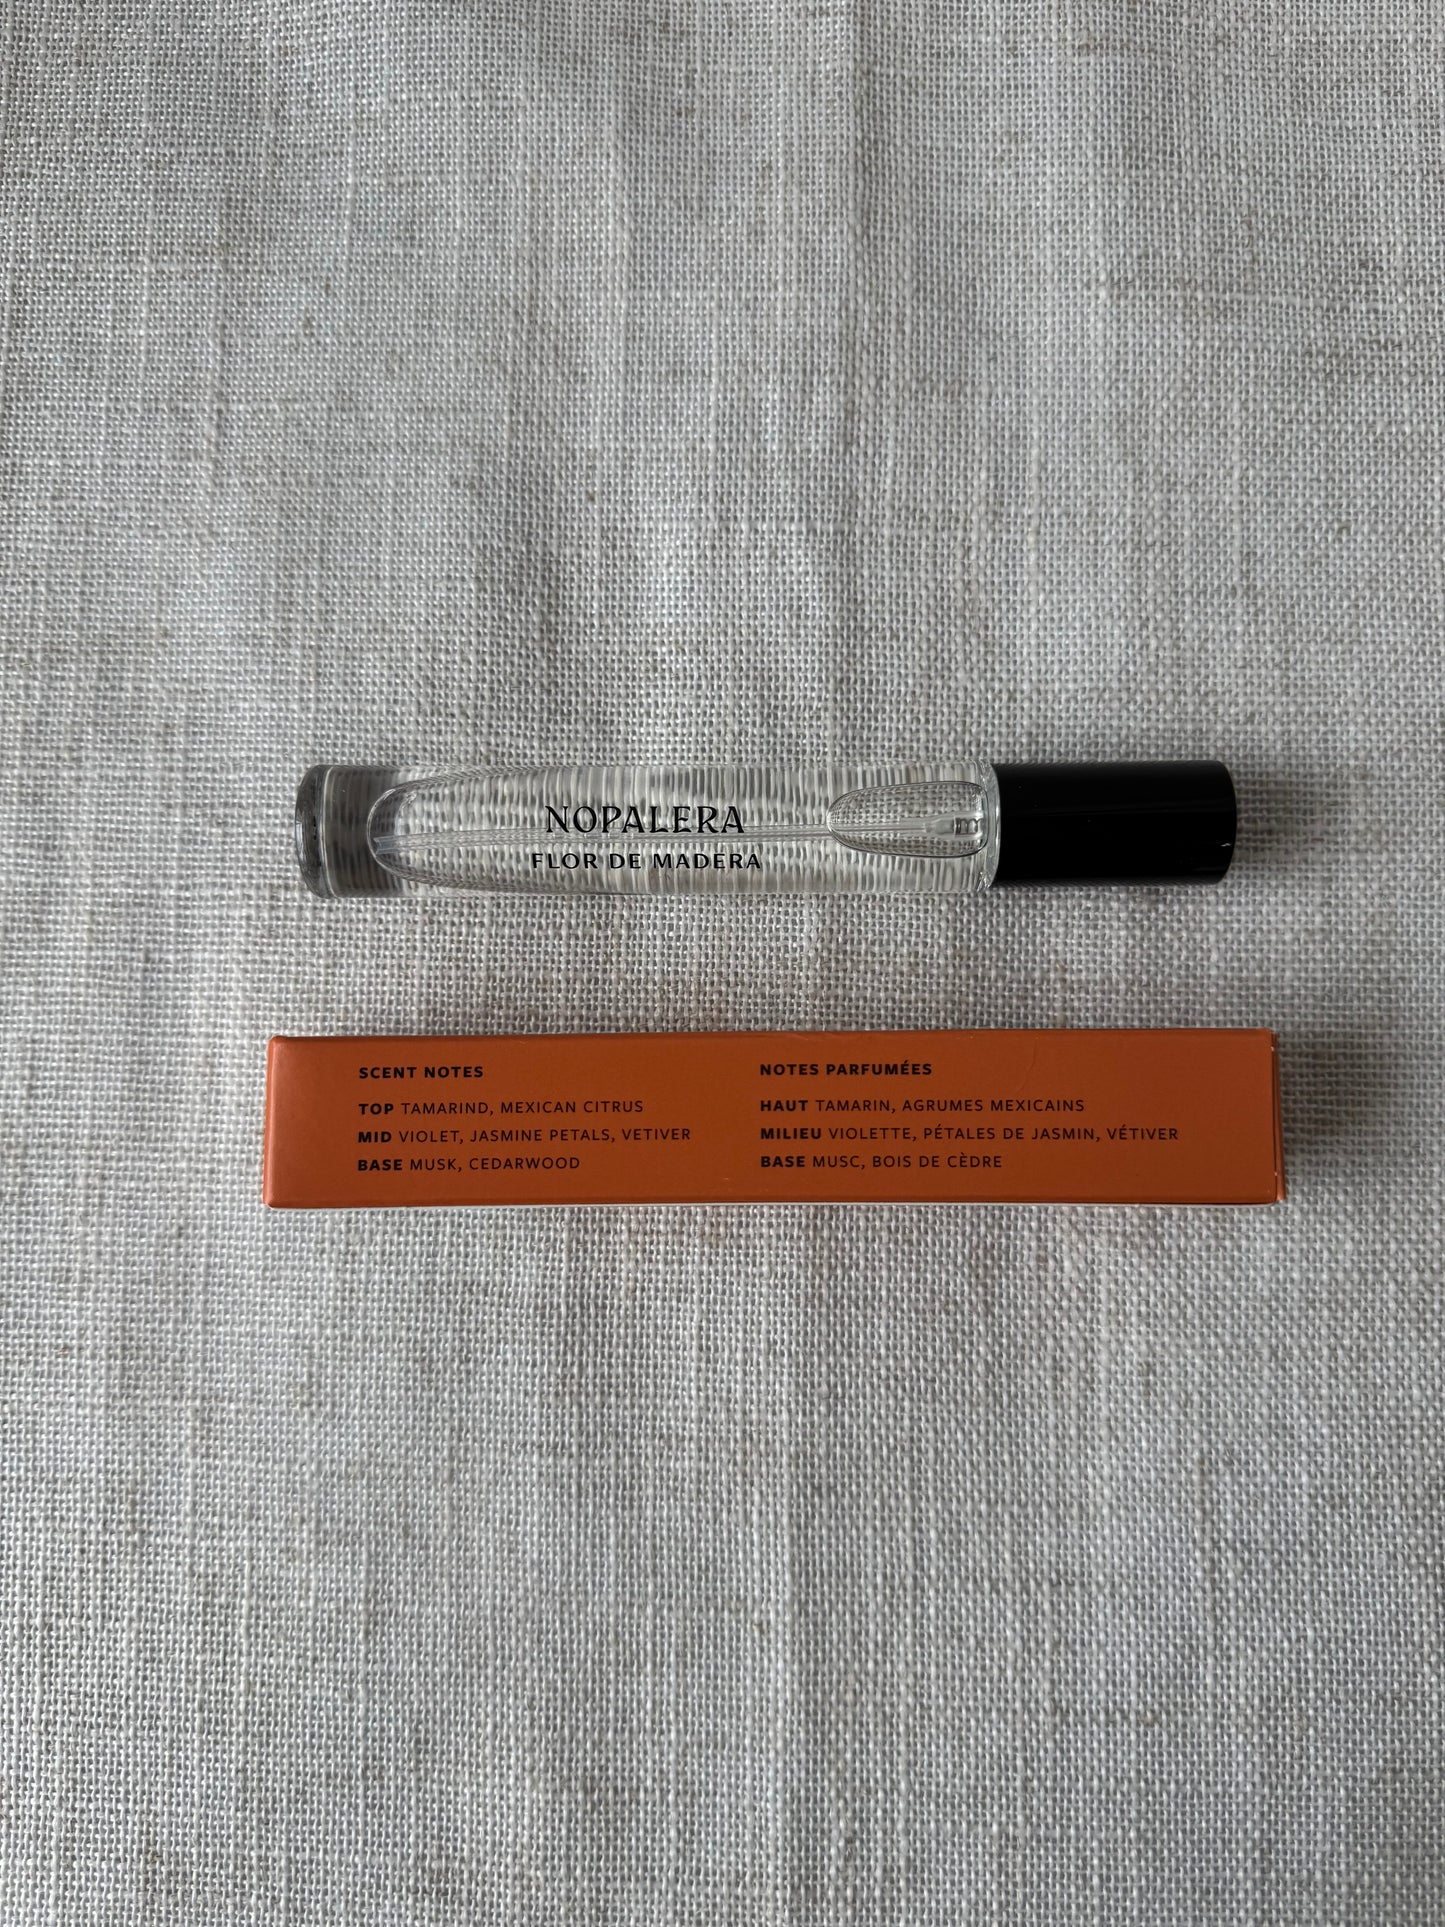 NOPALERA
FLOR DE MADERA
SCENT NOTES
TOP TAMARIND, MEXICAN CITRUS
MID VIOLET, JASMINE PETALS, VETIVER
BASE MUSK, CEDARWOOD
NOTES PARFUMÉES
HAUT TAMARIN, AGRUMES MEXICAINS
MILIEU VIOLETTE, PÉTALES DE JASMIN, VÉTIVER
BASE MUSC, BOIS DE CÈDRE